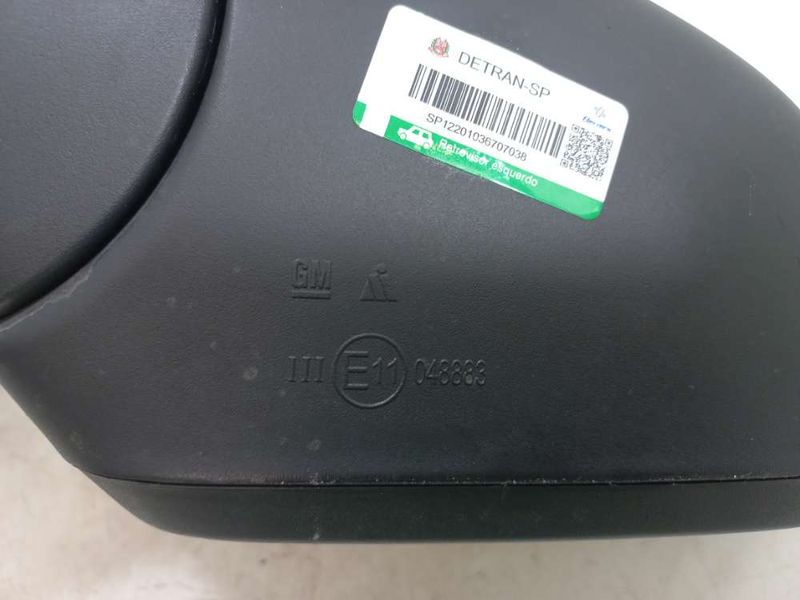 DETRAN-SP
SP12201036707038
Retrovisor esquerdo
GM
III E11 048883